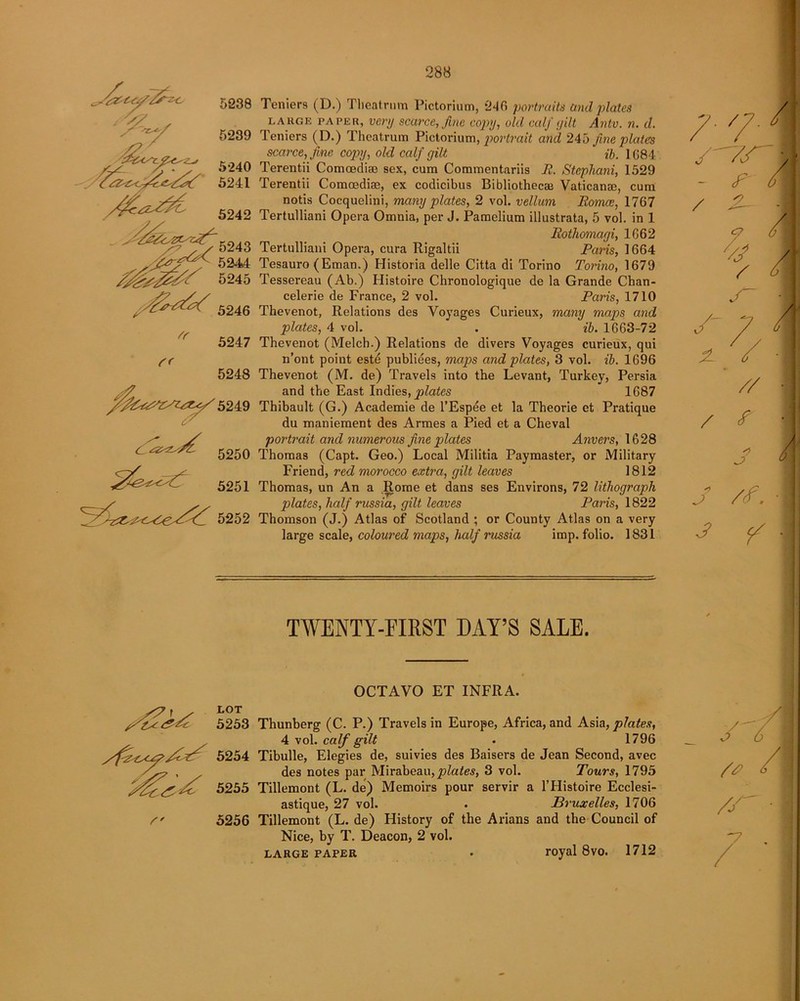 288
5238 Teniers (D.) Theatrum Pictorium, 246 portraits and plates
LARGE PAPER, very scarce, fine copy, old calf gilt Antv. n. d.
5239 Teniers (D.) Theatrum Pictorium, portrait and 245 fine plates
scarce, fine copy, old calf gilt ib. 1684
5240 Terentii Comœdiæ sex, cum Commentariis R. Stephani, 1529
5241 Terentii Comœdiæ, ex codicibus Bibliothecæ Vaticanæ, cum
notis Cocquelini, many plates, 2 vol. vellum Romæ, 1767
5242 Tertulliani Opera Omnia, per J. Pamelium illustrata, 5 vol. in 1
Rothomagi, 1662
5243 Tertulliani Opera, cura Rigaltii Paris, 1664
5244 Tesauro (Eman.) Historia delle Citta di Torino Torino, 1679
5245 Tessereau (Ab.) Histoire Chronologique de la Grande Chan-
celerie de France, 2 vol. Paris, 1710
5246 Thevenot, Relations des Voyages Curieux, many maps and
plates, 4 vol. . ib. 1663-72
5247 Thevenot (Melch.) Relations de divers Voyages curieux, qui
n'ont point esté publiées, maps and plates, 3 vol. ib. 1696
5248 Thevenot (M. de) Travels into the Levant, Turkey, Persia
and the East Indies, plates 1687
5249 Thibault (G.) Academie de l'Espée et la Theorie et Pratique
du maniement des Armes a Pied et a Cheval
portrait and numerous fine plates Anvers, 1628
5250 Thomas (Capt. Geo.) Local Militia Paymaster, or Military
Friend, red morocco extra, gilt leaves 1812
5251 Thomas, un An a Rome et dans ses Environs, 72 lithograph
plates, half russia, gilt leaves Paris, 1822
5252 Thomson (J.) Atlas of Scotland ; or County Atlas on a very
large scale, coloured maps, half russia imp. folio. 1831
TWENTY-FIRST DAY'S SALE.
OCTAVO ET INFRA.
LOT
5253 Thunberg (C. P.) Travels in Europe, Africa, and Asia, plates,
4 vol. calf gilt . 1796
5254 Tibulle, Elegies de, suivies des Baisers de Jean Second, avec
des notes par Mirabeau, plates, 3 vol. Tours, 1795
5255 Tillemont (L. de) Memoirs pour servir a l'Histoire Ecclesi-
astique, 27 vol. . Bruxelles, 1706
5256 Tillemont (L. de) History of the Arians and the Council of
Nice, by T. Deacon, 2 vol.
LARGE PAPER . royal 8vo. 1712